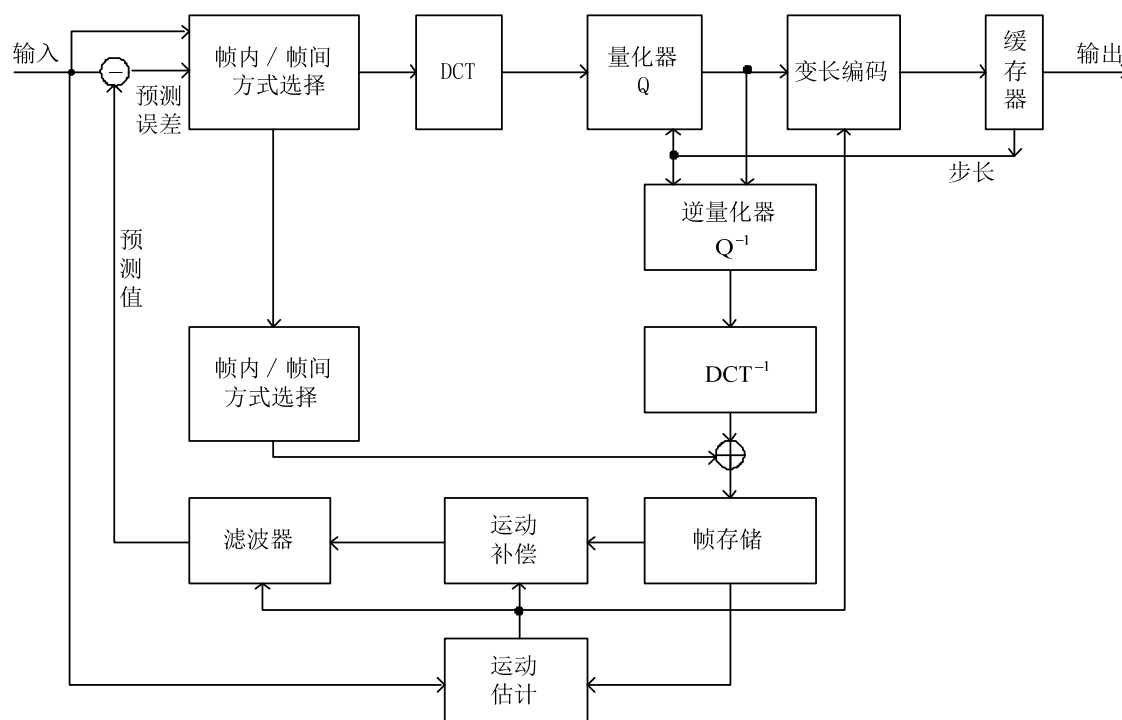 输入
−
预测
误差
帧内/帧间
方式选择
DCT
量化器
Q
变长编码
缓
存
器
输出
步长
逆量化器
Q⁻¹
预
测
值
帧内/帧间
方式选择
DCT⁻¹
滤波器
运动
补偿
帧存储
运动
估计